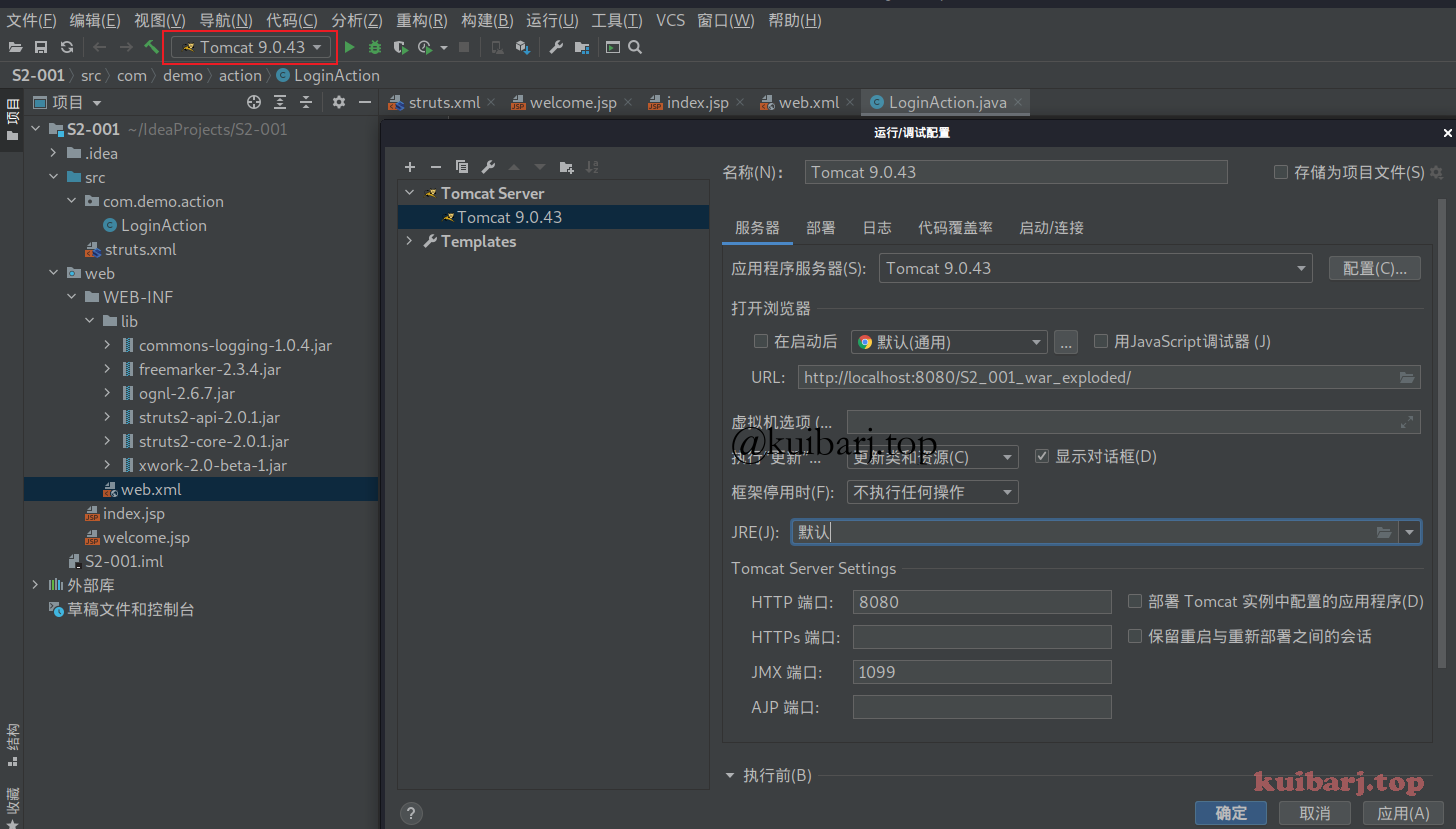 文件(F) 编辑(E) 视图(V) 导航(N) 代码(C) 分析(Z) 重构(R) 构建(B) 运行(U) 工具(T) VCS 窗口(W) 帮助(H)
Tomcat 9.0.43
S2-001 src com demo action LoginAction
项目
struts.xml welcome.jsp index.jsp web.xml LoginAction.java
项目
S2-001 ~/IdeaProjects/S2-001
.idea
src
com.demo.action
LoginAction
struts.xml
web
WEB-INF
lib
commons-logging-1.0.4.jar
freemarker-2.3.4.jar
ognl-2.6.7.jar
struts2-api-2.0.1.jar
struts2-core-2.0.1.jar
xwork-2.0-beta-1.jar
web.xml
index.jsp
welcome.jsp
S2-001.iml
外部库
草稿文件和控制台
结构
收藏
运行/调试配置
Tomcat Server
Tomcat 9.0.43
Templates
名称(N): Tomcat 9.0.43 存储为项目文件(S)
服务器 部署 日志 代码覆盖率 启动/连接
应用程序服务器(S): Tomcat 9.0.43 配置(C)...
打开浏览器
在启动后 默认(通用) ... 用JavaScript调试器 (J)
URL: http://localhost:8080/S2_001_war_exploded/
虚拟机选项 (...
@kuibarj.top
执行"更新"... 更新类和资源(C) 显示对话框(D)
框架停用时(F): 不执行任何操作
JRE(J): 默认
Tomcat Server Settings
HTTP 端口: 8080 部署 Tomcat 实例中配置的应用程序(D)
HTTPs 端口: 保留重启与重新部署之间的会话
JMX 端口: 1099
AJP 端口:
执行前(B)
kuibarj.top
? 确定 取消 应用(A)